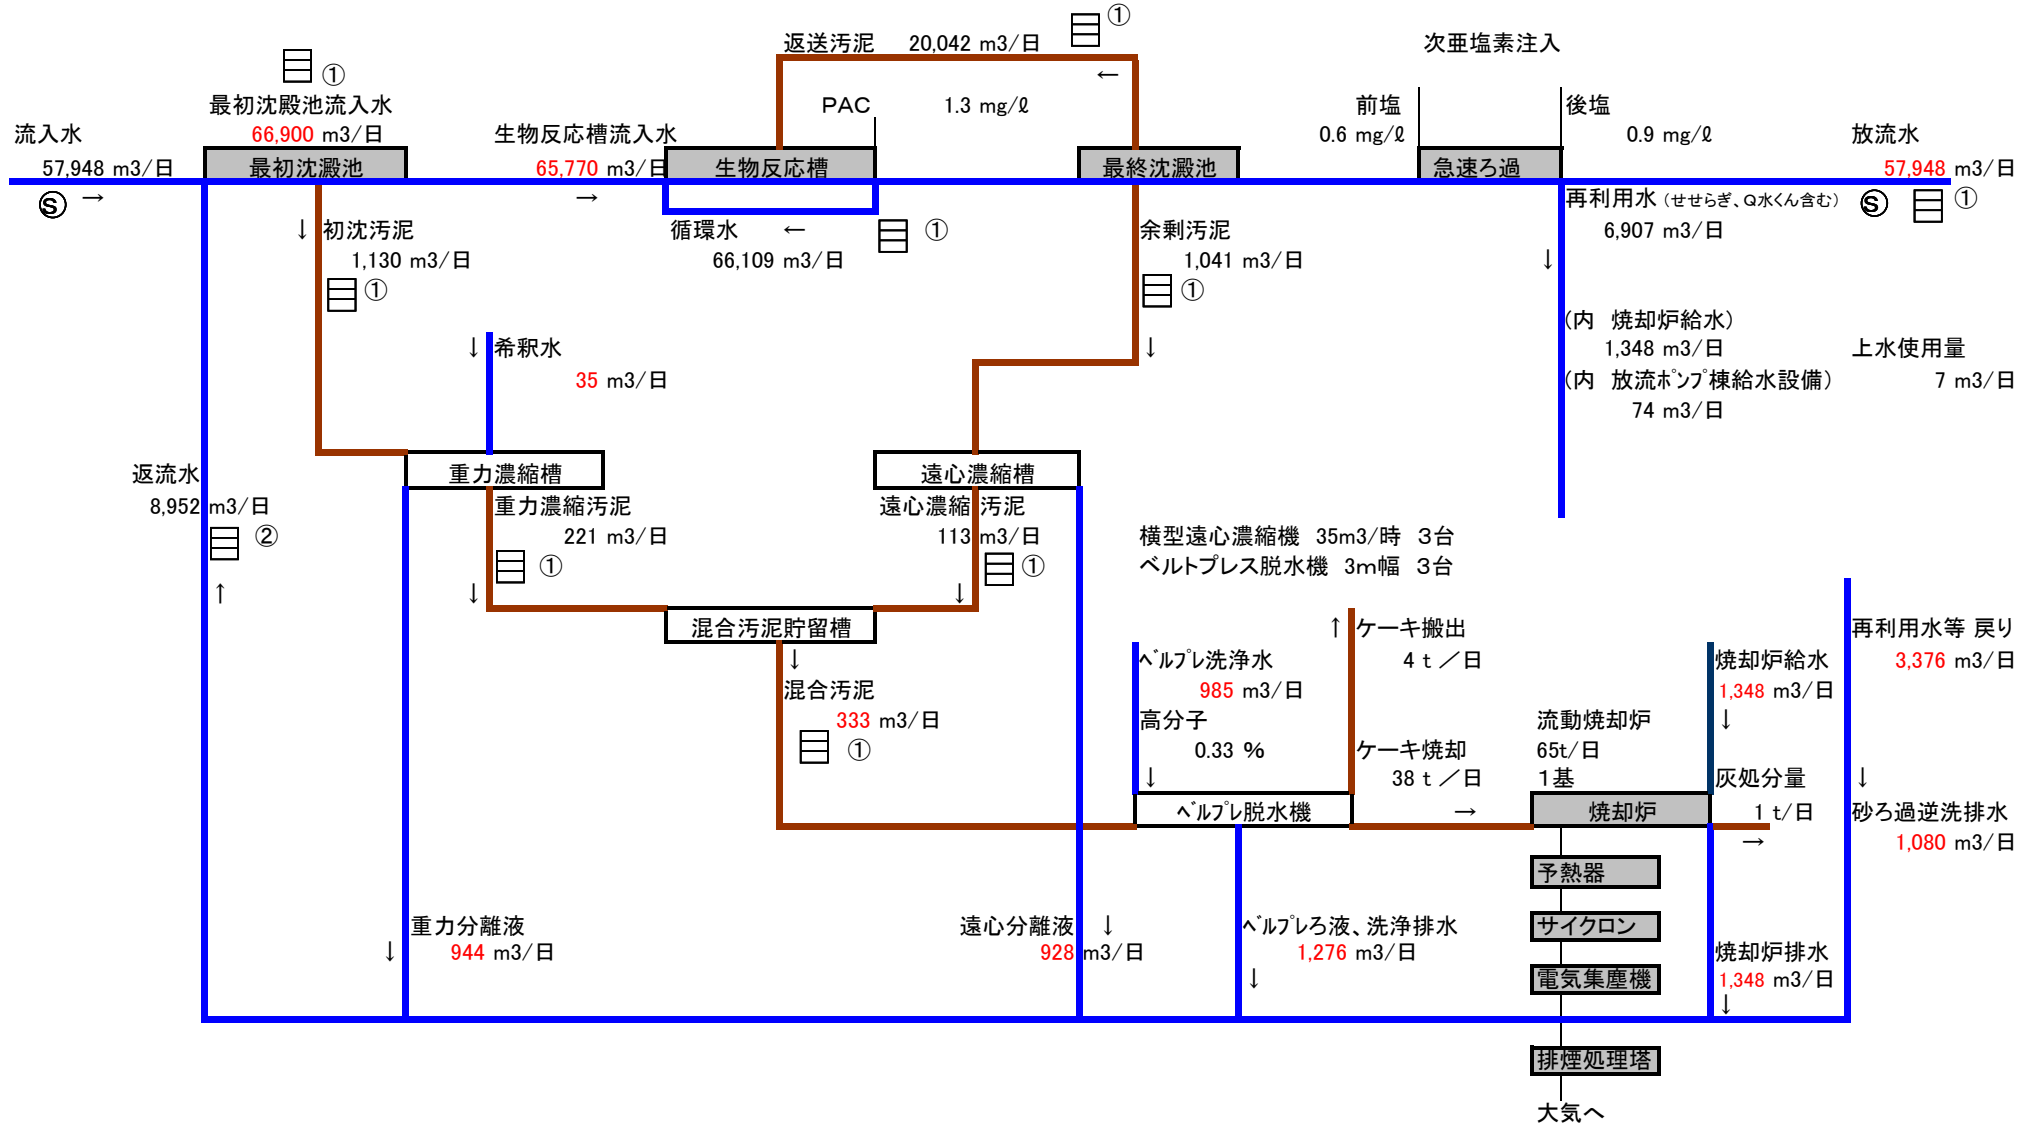 返送汚泥 20,042 m3/日 ①
次亜塩素注入
①
最初沈殿池流入水
66,900 m3/日
←
PAC 1.3 mg/ℓ
前塩
0.6 mg/ℓ
後塩
0.9 mg/ℓ
流入水
57,948 m3/日
生物反応槽流入水
65,770 m3/日
放流水
57,948 m3/日
最初沈澱池
生物反応槽
最終沈澱池
急速ろ過
Ⓢ →
→
Ⓢ ①
↓ 初沈汚泥
1,130 m3/日
①
循環水 ← ①
66,109 m3/日
余剰汚泥
1,041 m3/日
①
↓
再利用水 (せせらぎ、Q水くん含む)
6,907 m3/日
↓
(内 焼却炉給水)
1,348 m3/日
(内 放流ﾎﾟﾝﾌﾟ棟給水設備)
74 m3/日
上水使用量
7 m3/日
↓ 希釈水
35 m3/日
重力濃縮槽
遠心濃縮槽
返流水
8,952 m3/日
②
↑
重力濃縮汚泥
221 m3/日
①
↓
遠心濃縮 汚泥
113 m3/日
①
↓
横型遠心濃縮機 35m3/時 3台
ベルトプレス脱水機 3m幅 3台
混合汚泥貯留槽
↓
混合汚泥
333 m3/日
①
ﾍﾞﾙﾌﾟﾚ洗浄水
985 m3/日
高分子
0.33 %
↓
↑ ケーキ搬出
4 t ／日
ケーキ焼却
38 t ／日
→
流動焼却炉
65t/日
1基
焼却炉給水
1,348 m3/日
↓
灰処分量
1 t/日
→
再利用水等 戻り
3,376 m3/日
↓
砂ろ過逆洗排水
1,080 m3/日
ﾍﾞﾙﾌﾟﾚ脱水機
焼却炉
予熱器
サイクロン
電気集塵機
排煙処理塔
大気へ
重力分離液
↓ 944 m3/日
遠心分離液 ↓
928 m3/日
ﾍﾞﾙﾌﾟﾚろ液、洗浄排水
1,276 m3/日
↓
焼却炉排水
1,348 m3/日
↓